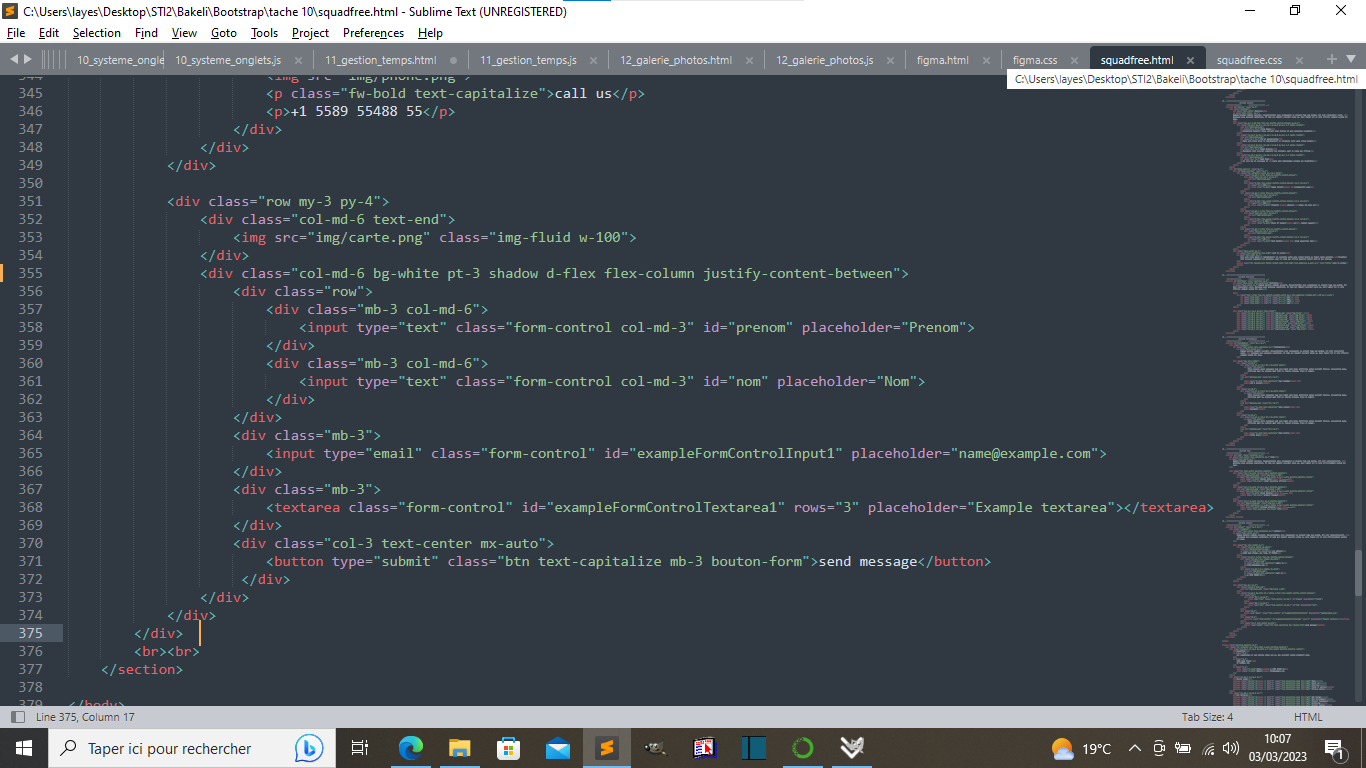 C:\Users\layes\Desktop\STI2\Bakeli\Bootstrap\tache 10\squadfree.html - Sublime Text (UNREGISTERED)
File Edit Selection Find View Goto Tools Project Preferences Help
10_systeme_ongle 10_systeme_onglets.js 11_gestion_temps.html 11_gestion_temps.js 12_galerie_photos.html 12_galerie_photos.js figma.html figma.css squadfree.html squadfree.css
C:\Users\layes\Desktop\STI2\Bakeli\Bootstrap\tache 10\squadfree.html
344 <img src="img/phone.png">
345 <p class="fw-bold text-capitalize">call us</p>
346 <p>+1 5589 55488 55</p>
347 </div>
348 </div>
349 </div>
350
351 <div class="row my-3 py-4">
352 <div class="col-md-6 text-end">
353 <img src="img/carte.png" class="img-fluid w-100">
354 </div>
355 <div class="col-md-6 bg-white pt-3 shadow d-flex flex-column justify-content-between">
356 <div class="row">
357 <div class="mb-3 col-md-6">
358 <input type="text" class="form-control col-md-3" id="prenom" placeholder="Prenom">
359 </div>
360 <div class="mb-3 col-md-6">
361 <input type="text" class="form-control col-md-3" id="nom" placeholder="Nom">
362 </div>
363 </div>
364 <div class="mb-3">
365 <input type="email" class="form-control" id="exampleFormControlInput1" placeholder="name@example.com">
366 </div>
367 <div class="mb-3">
368 <textarea class="form-control" id="exampleFormControlTextarea1" rows="3" placeholder="Example textarea"></textarea>
369 </div>
370 <div class="col-3 text-center mx-auto">
371 <button type="submit" class="btn text-capitalize mb-3 bouton-form">send message</button>
372 </div>
373 </div>
374 </div>
375 </div>
376 <br><br>
377 </section>
378
379 </body>
Line 375, Column 17 Tab Size: 4 HTML
Taper ici pour rechercher 19°C 10:07
03/03/2023 1